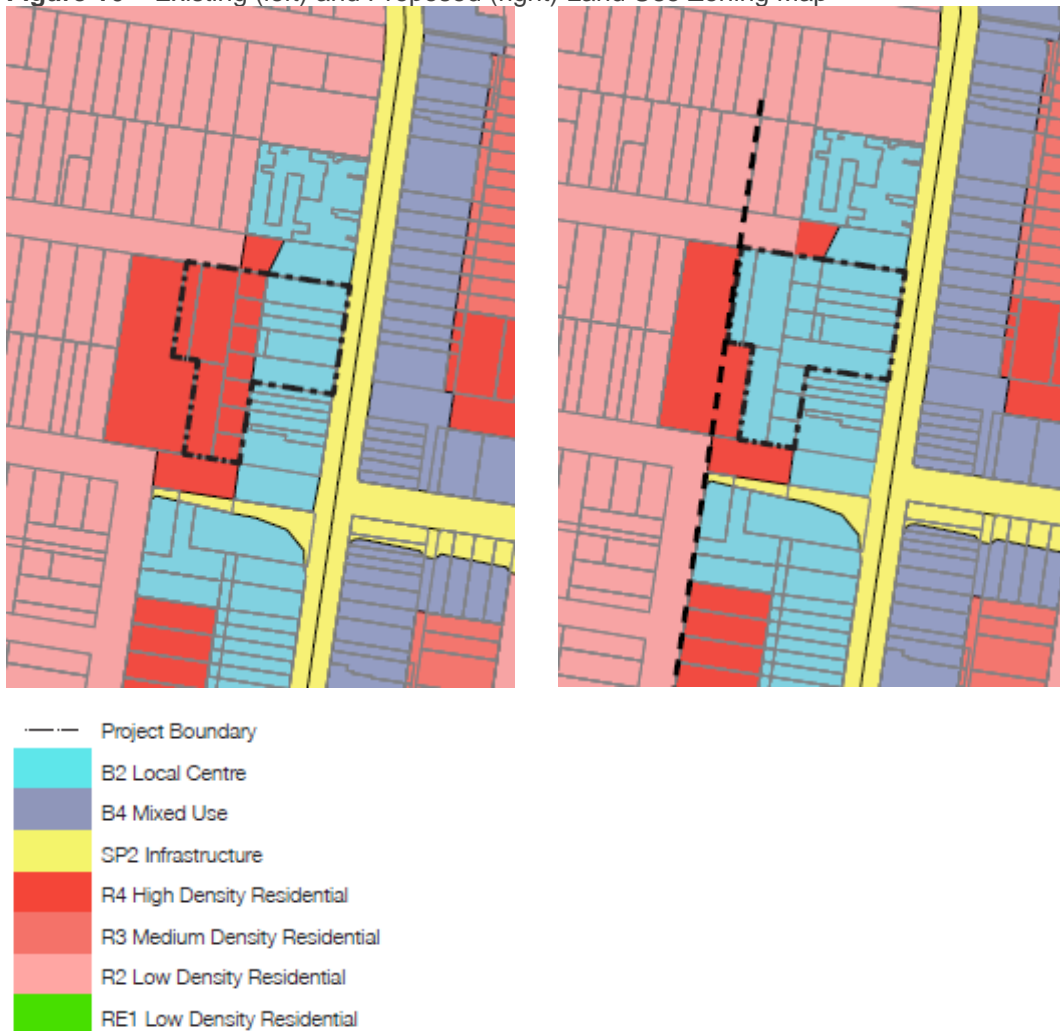 Existing (left) and Proposed (right) Land Use Zoning Map
Project Boundary
B2 Local Centre
B4 Mixed Use
SP2 Infrastructure
R4 High Density Residential
R3 Medium Density Residential
R2 Low Density Residential
RE1 Low Density Residential